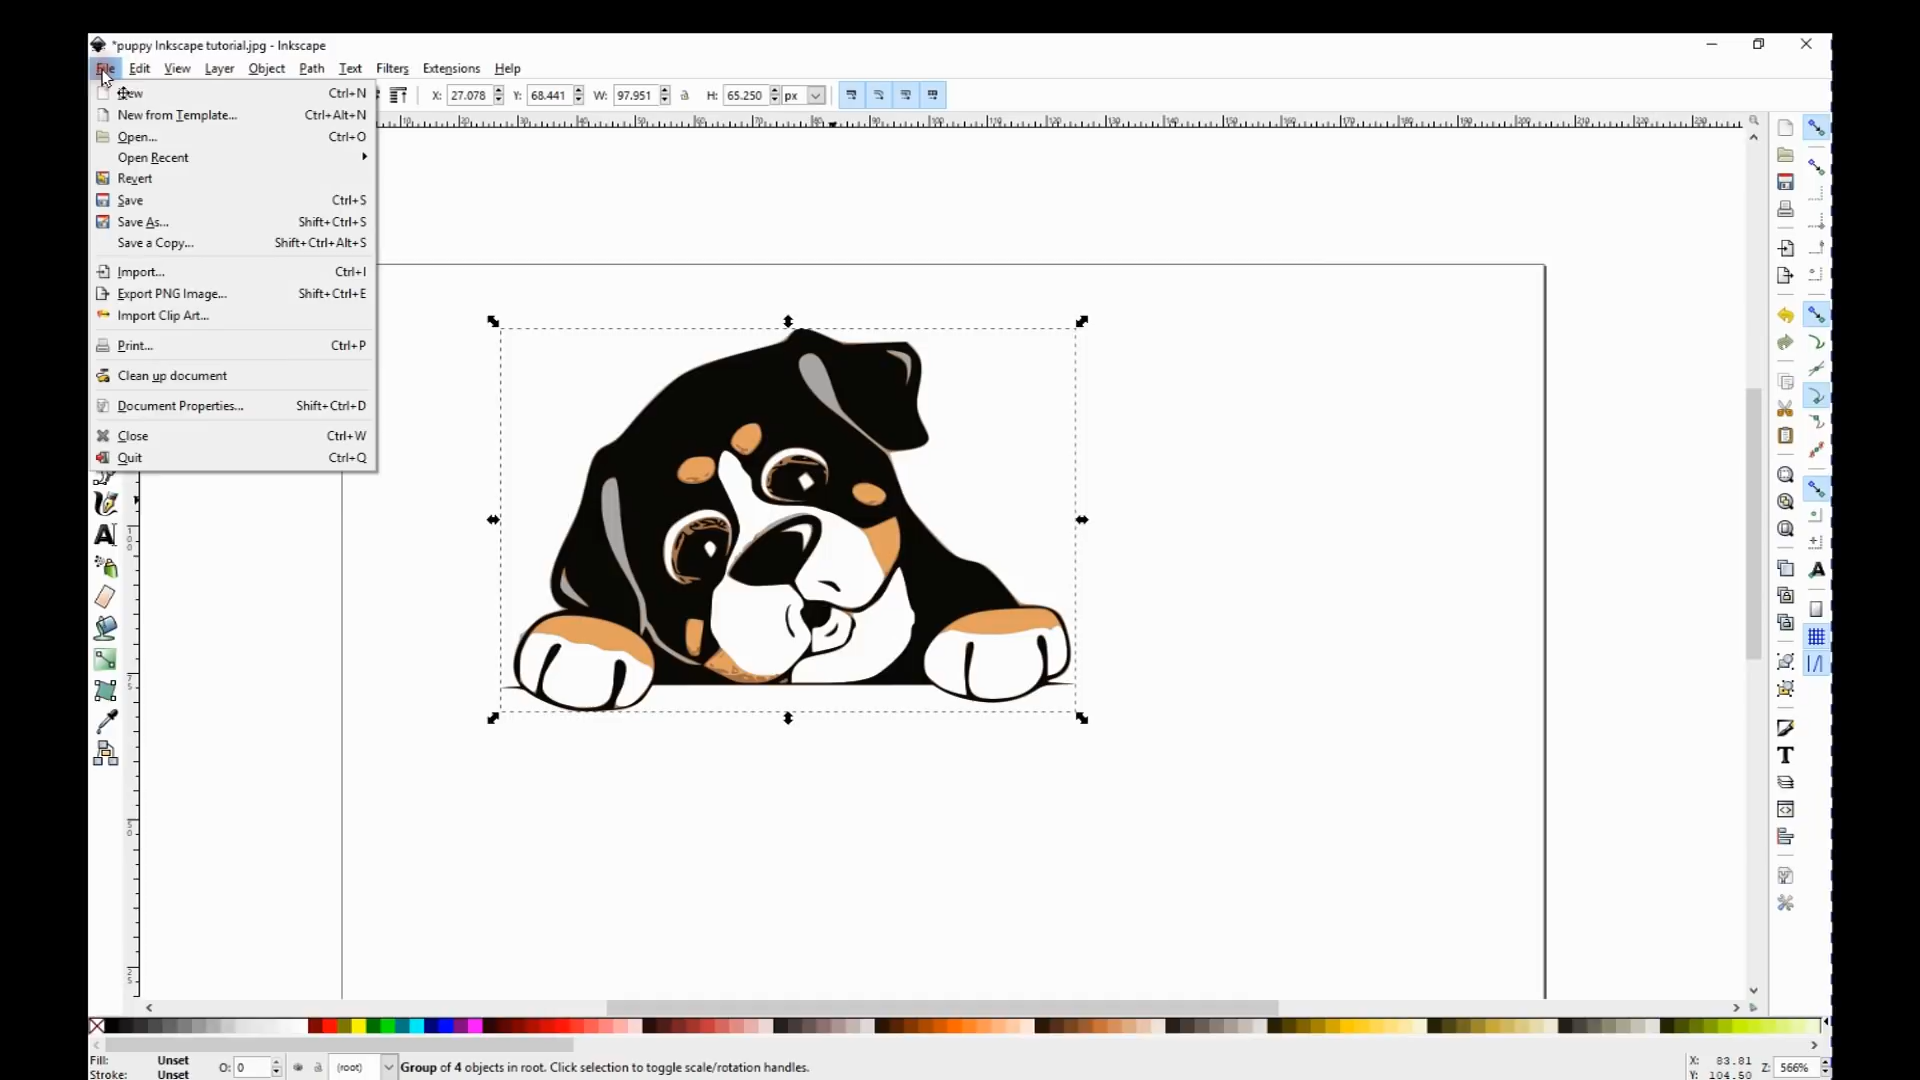 *puppy Inkscape tutorial.jpg - Inkscape
File Edit View Layer Object Path Text Filters Extensions Help
New Ctrl+N
X: 27.078 Y: 68.441 W: 97.951 H: 65.250 px
New from Template... Ctrl+Alt+N
Open... Ctrl+O
Open Recent
Revert
Save Ctrl+S
Save As... Shift+Ctrl+S
Save a Copy... Shift+Ctrl+Alt+S
Import... Ctrl+I
Export PNG Image... Shift+Ctrl+E
Import Clip Art...
Print... Ctrl+P
Clean up document
Document Properties... Shift+Ctrl+D
Close Ctrl+W
Quit Ctrl+Q
Fill: Unset
Stroke: Unset
O: 0
(root)
Group of 4 objects in root. Click selection to toggle scale/rotation handles.
X: 83.81
Y: 104.50
Z: 566%